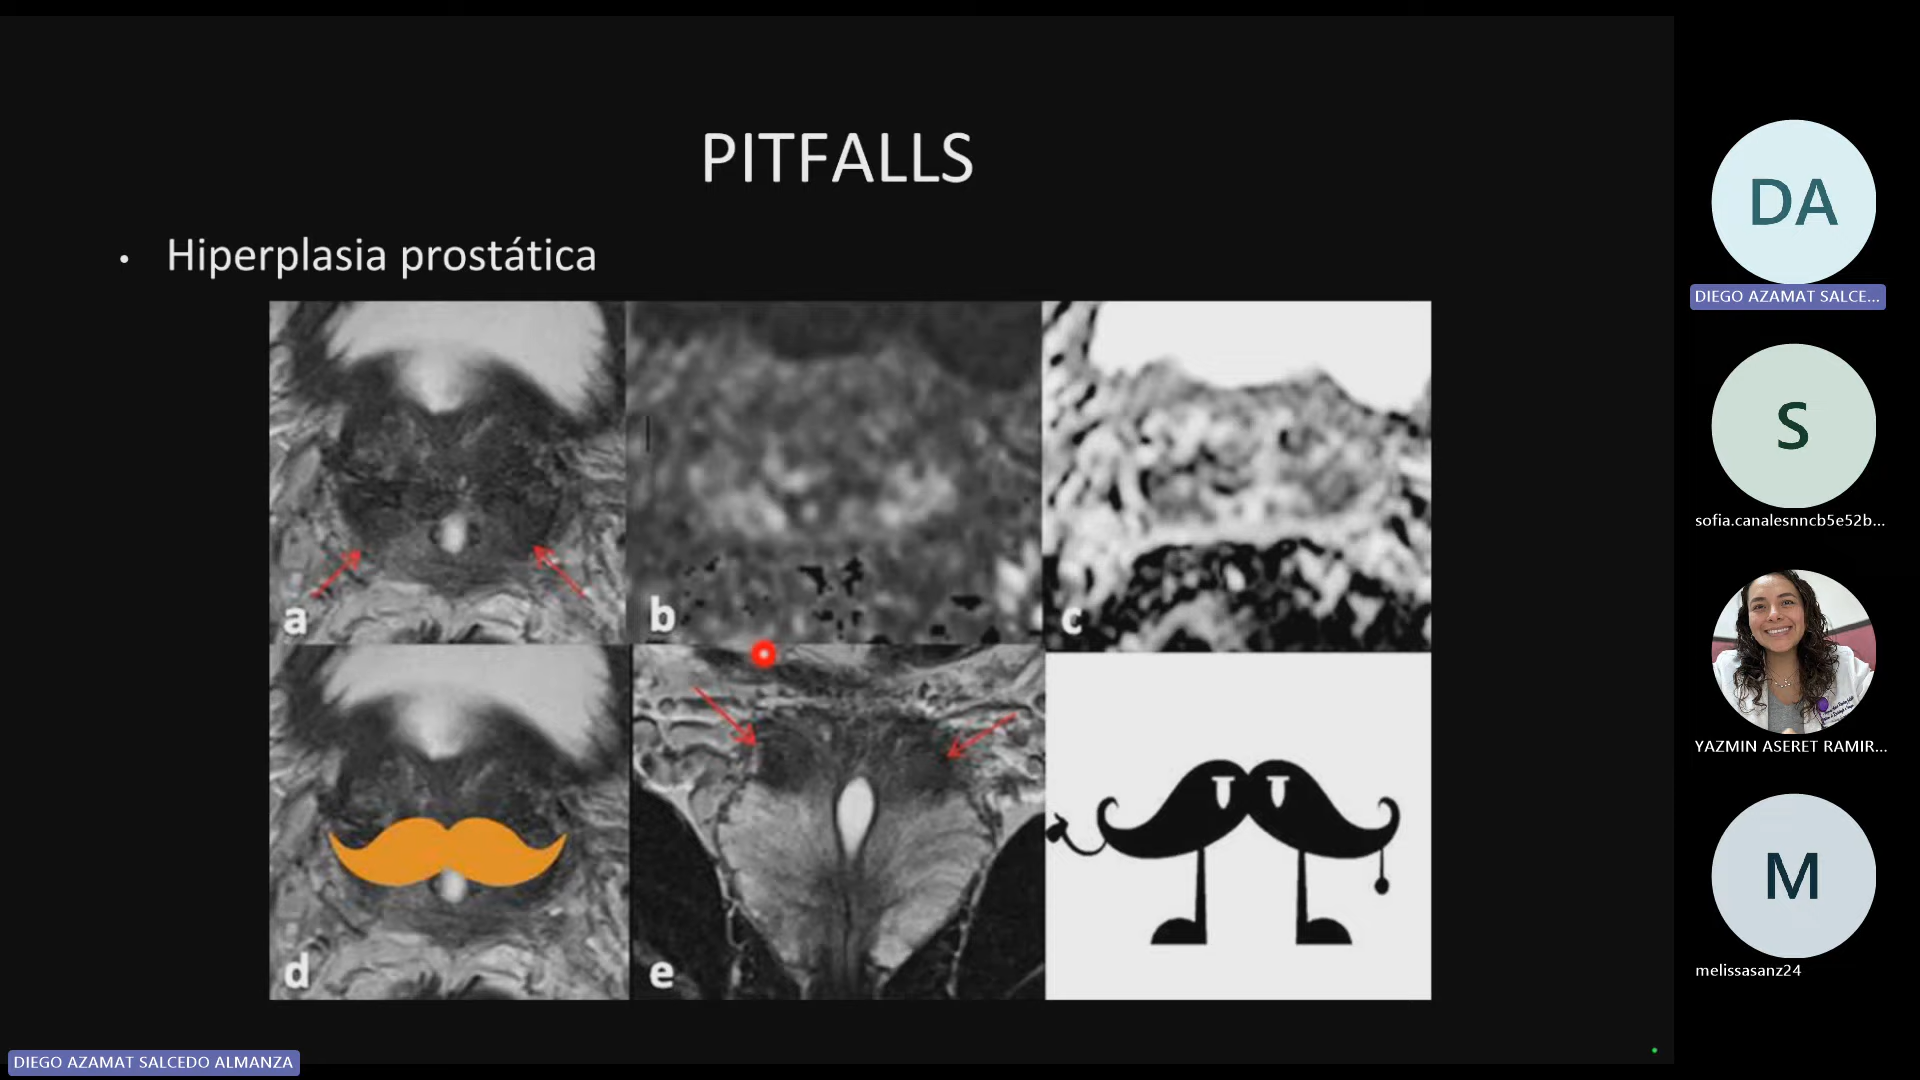 PITFALLS
• Hiperplasia prostática
a
b
c
d
e
DIEGO AZAMAT SALCEDO ALMANZA
DA
DIEGO AZAMAT SALCE...
S
sofia.canalesnncb5e52b...
YAZMIN ASERET RAMIR...
M
melissasanz24